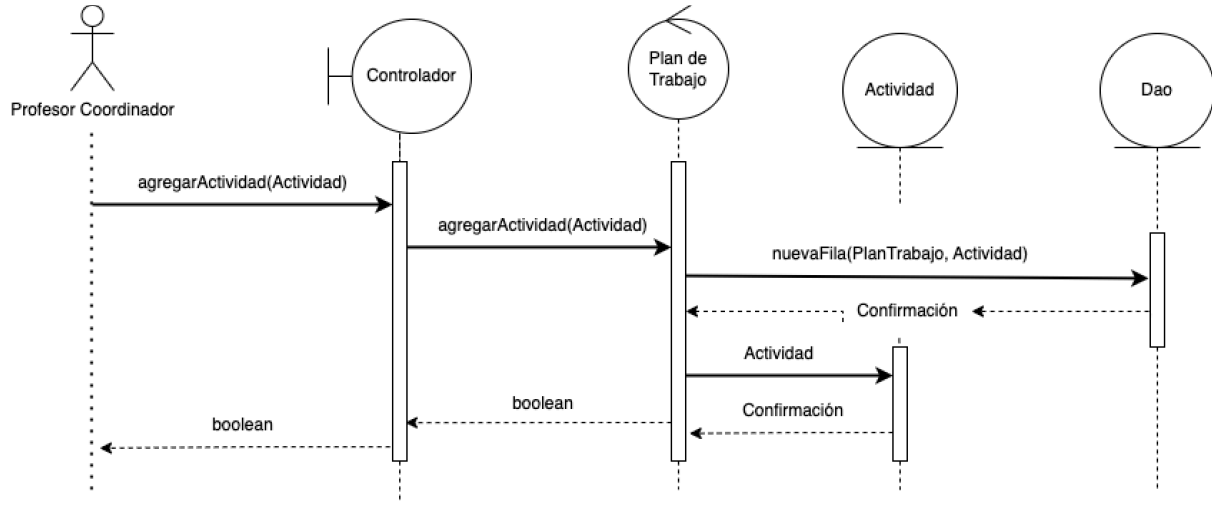 Profesor Coordinador
Controlador
Plan de
Trabajo
Actividad
Dao
agregarActividad(Actividad)
agregarActividad(Actividad)
nuevaFila(PlanTrabajo, Actividad)
Confirmación
Actividad
Confirmación
boolean
boolean